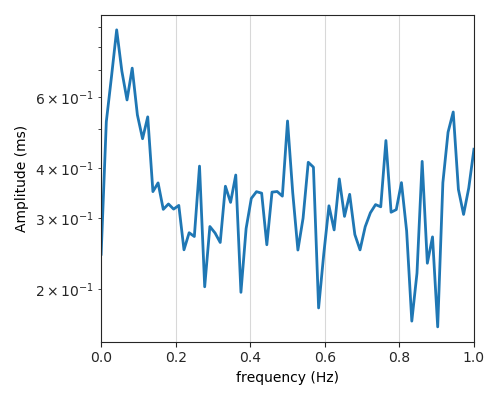 Amplitude (ms)
6 × 10⁻¹
4 × 10⁻¹
3 × 10⁻¹
2 × 10⁻¹
0.0 0.2 0.4 0.6 0.8 1.0
frequency (Hz)